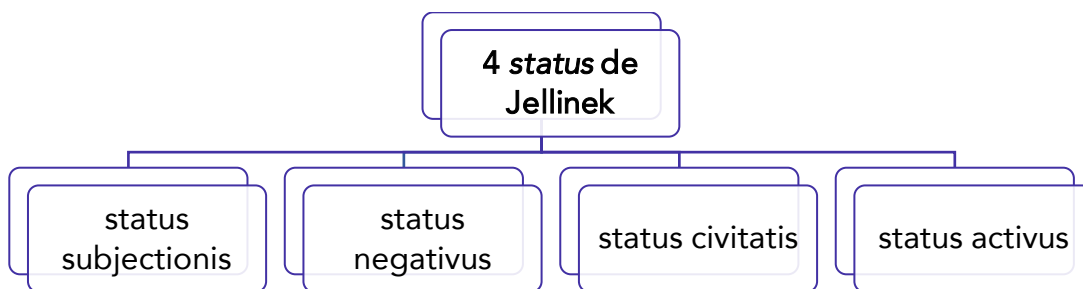 4 status de
Jellinek
status
subjectionis
status
negativus
status civitatis
status activus